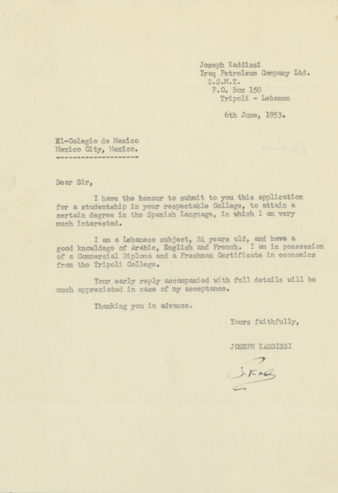 Joseph Kaddissi
Iraq Petroleum Company Ltd.
S.S.M.T.
P.O. Box 150
Tripoli - Lebanon
6th June, 1953.
El-Colegio de Mexico
Mexico City, Mexico.
Dear Sir,
I have the honour to submit to you this application
for a studentship in your respectable College, to attain a
certain degree in the Spanish Language, in which I am very
much interested.
I am a Lebanese subject, 24 years old, and have a
good knowldege of Arabic, English and French. I am in possession
of a Commercial Diploma and a Freshman Certificate in economics
from the Tripoli College.
Your early reply accompanied with full details will be
much appreciated in case of my acceptance.
Thanking you in advance.
Yours faithfully,
JOSEPH KADDISSI